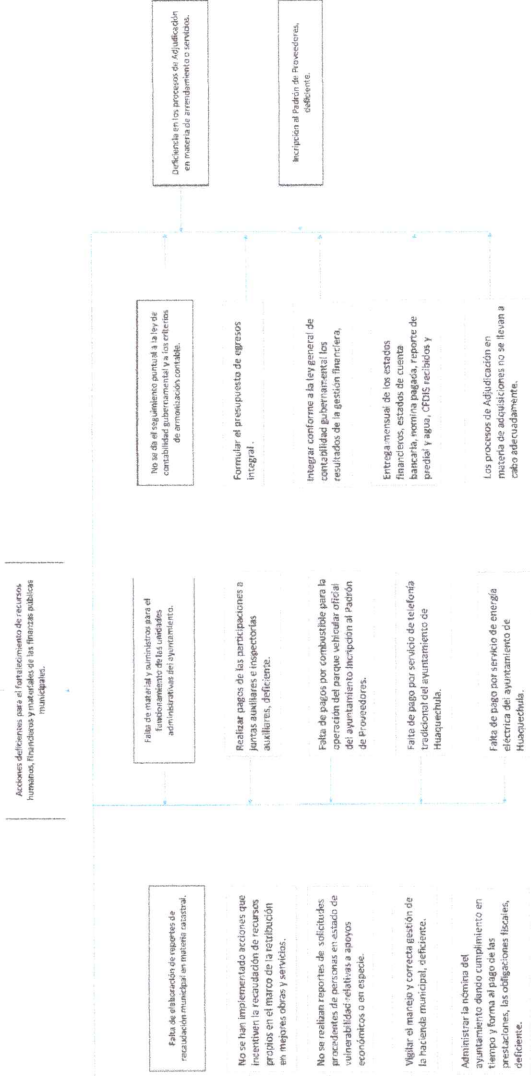 Acciones deficientes para el fortalecimiento de recursos
humanos, financieros y materiales de las finanzas públicas
municipales.
Falta de elaboración de reportes de
recaudación municipal en materia catastral.
No se han implementado acciones que
incentiven la recaudación de recursos
propios en el marco de la retribución
en mejores obras y servicios.
No se realizan reportes de solicitudes
procedentes de personas en estado de
vulnerabilidad relativas a apoyos
económicos o en especie.
Vigilar el manejo y correcta gestión de
la hacienda municipal, deficiente.
Administrar la nómina del
ayuntamiento dando cumplimiento en
tiempo y forma al pago de las
prestaciones, las obligaciones fiscales,
deficiente.
Falta de material y suministros para el
funcionamiento de las unidades
administrativas del ayuntamiento.
Realizar pagos de las participaciones a
juntas auxiliares e inspectorías
auxiliares, deficiente.
Falta de pagos por combustible para la
operación del parque vehicular oficial
del ayuntamiento Incripción al Padrón
de Proveedores.
Falta de pago por servicio de telefonía
tradicional del ayuntamiento de
Huaquechula.
Falta de pago por servicio de energía
eléctrica del ayuntamiento de
Huaquechula.
No se da el seguimiento puntual a la ley de
contabilidad gubernamental y a los criterios
de armonización contable.
Formular el presupuesto de egresos
integral .
Integrar conforme a la ley general de
contabilidad gubernamental los
resultados de la gestión financiera,
Entrega mensual de los estados
financieros, estados de cuenta
bancaria, nomina pagada, reporte de
predial y agua, CFDIS recibidos y
Los procesos de Adjudicación en
materia de adquisiciones no se llevan a
cabo adecuadamente.
Deficiencia en los procesos de Adjudicación
en materia de arrendamiento o servicios.
Incripción al Padrón de Proveedores,
deficiente.